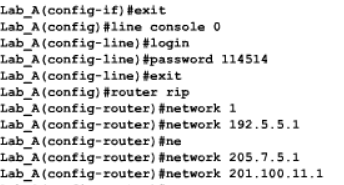 Lab_A(config-if)#exit
Lab_A(config)#line console 0
Lab_A(config-line)#login
Lab_A(config-line)#password 114514
Lab_A(config-line)#exit
Lab_A(config)#router rip
Lab_A(config-router)#network 1
Lab_A(config-router)#network 192.5.5.1
Lab_A(config-router)#ne
Lab_A(config-router)#network 205.7.5.1
Lab_A(config-router)#network 201.100.11.1